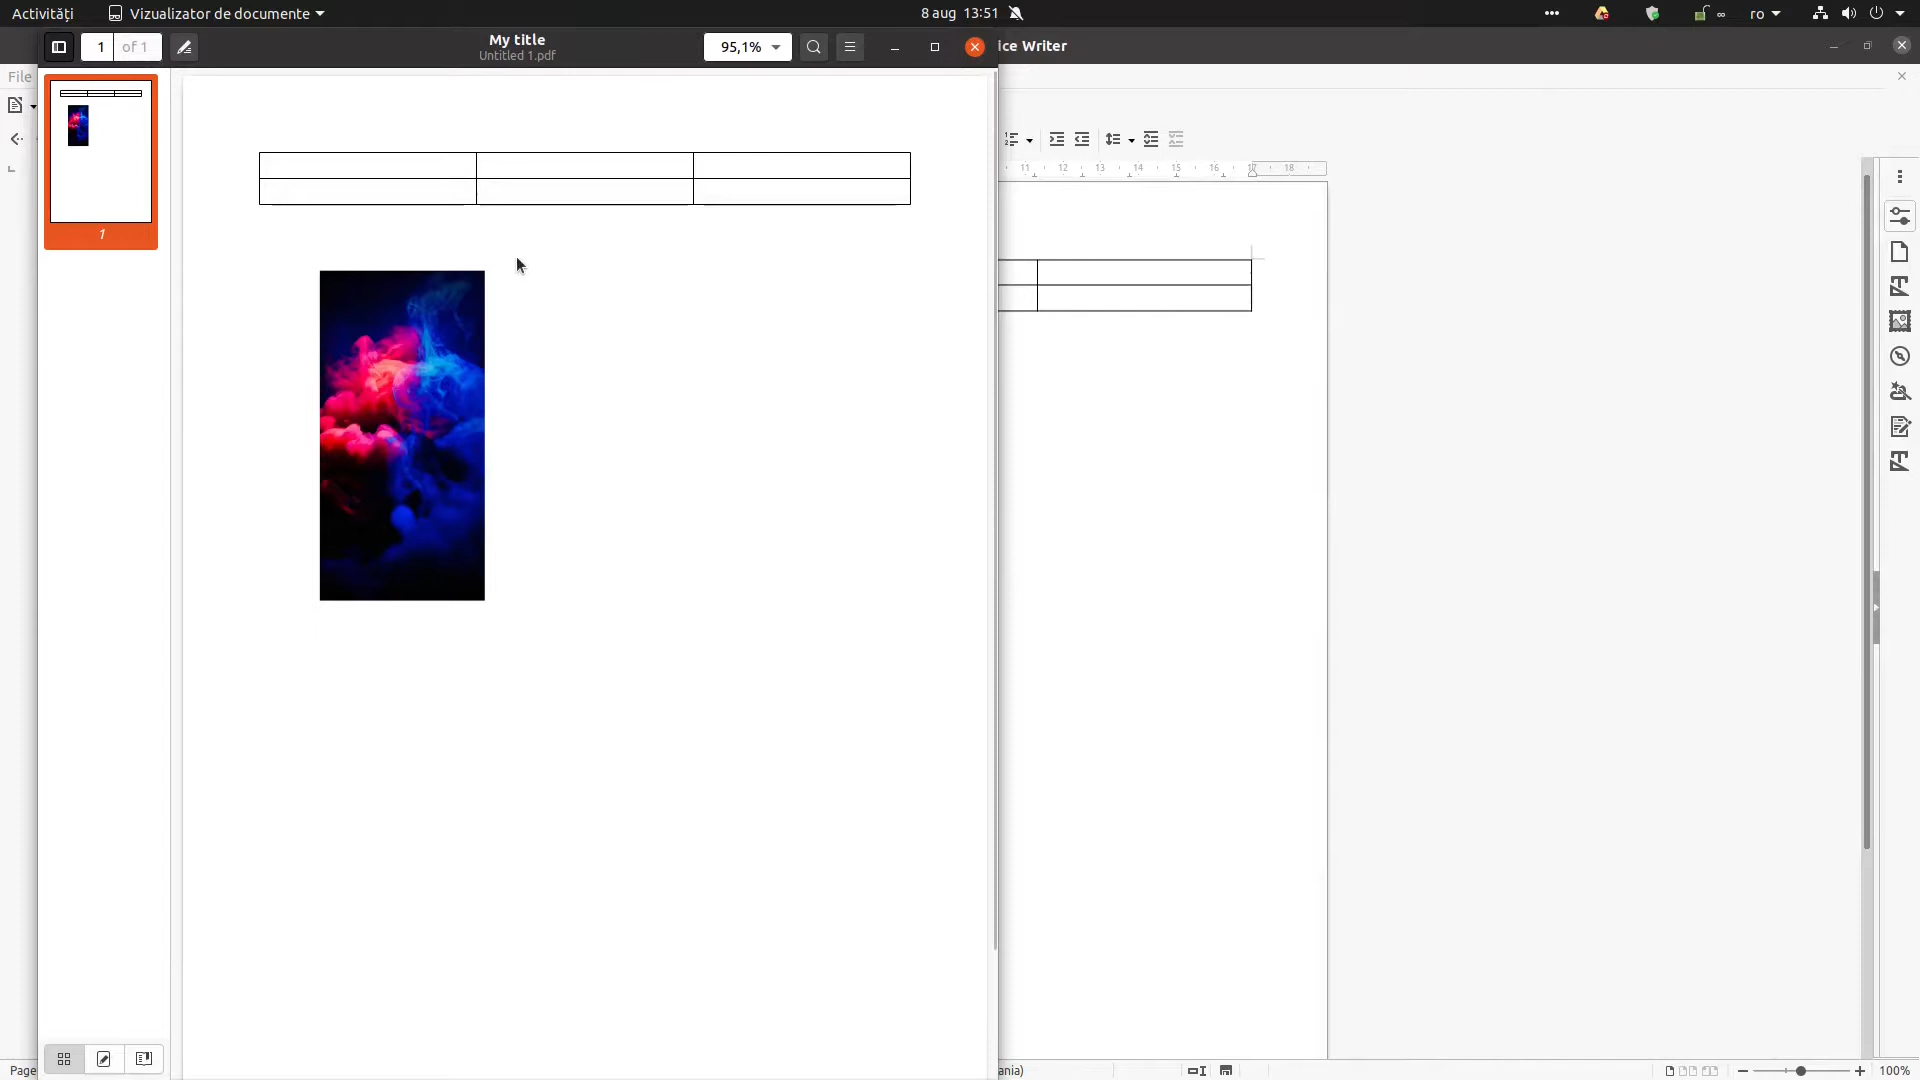 Activități
Vizualizator de documente
8 aug 13:51
∞
ro
1
of 1
My title
Untitled 1.pdf
95,1%
ice Writer
File
11 12 13 14 15 16 17 18
1
Page
ania)
100%